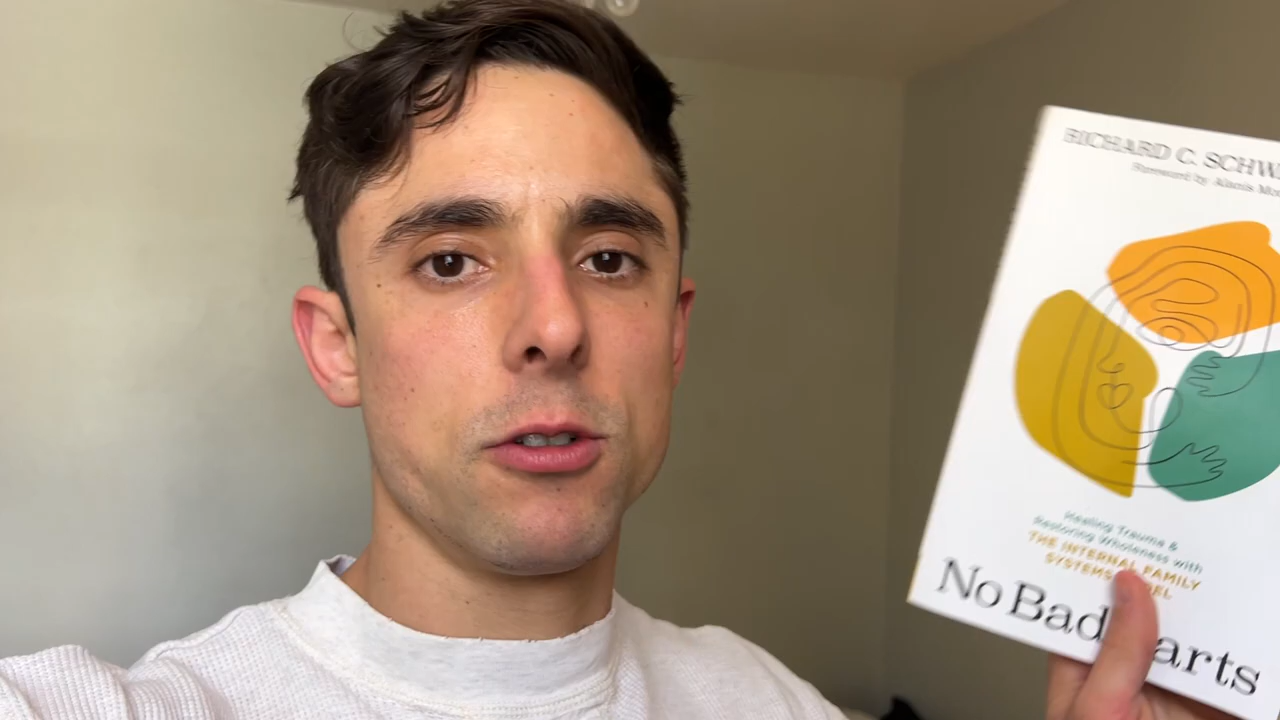 RICHARD C. SCHW
Foreword by Alanis Mo
Healing Trauma &
Restoring Wholeness with
THE INTERNAL FAMILY
SYSTEMS
No Bad arts